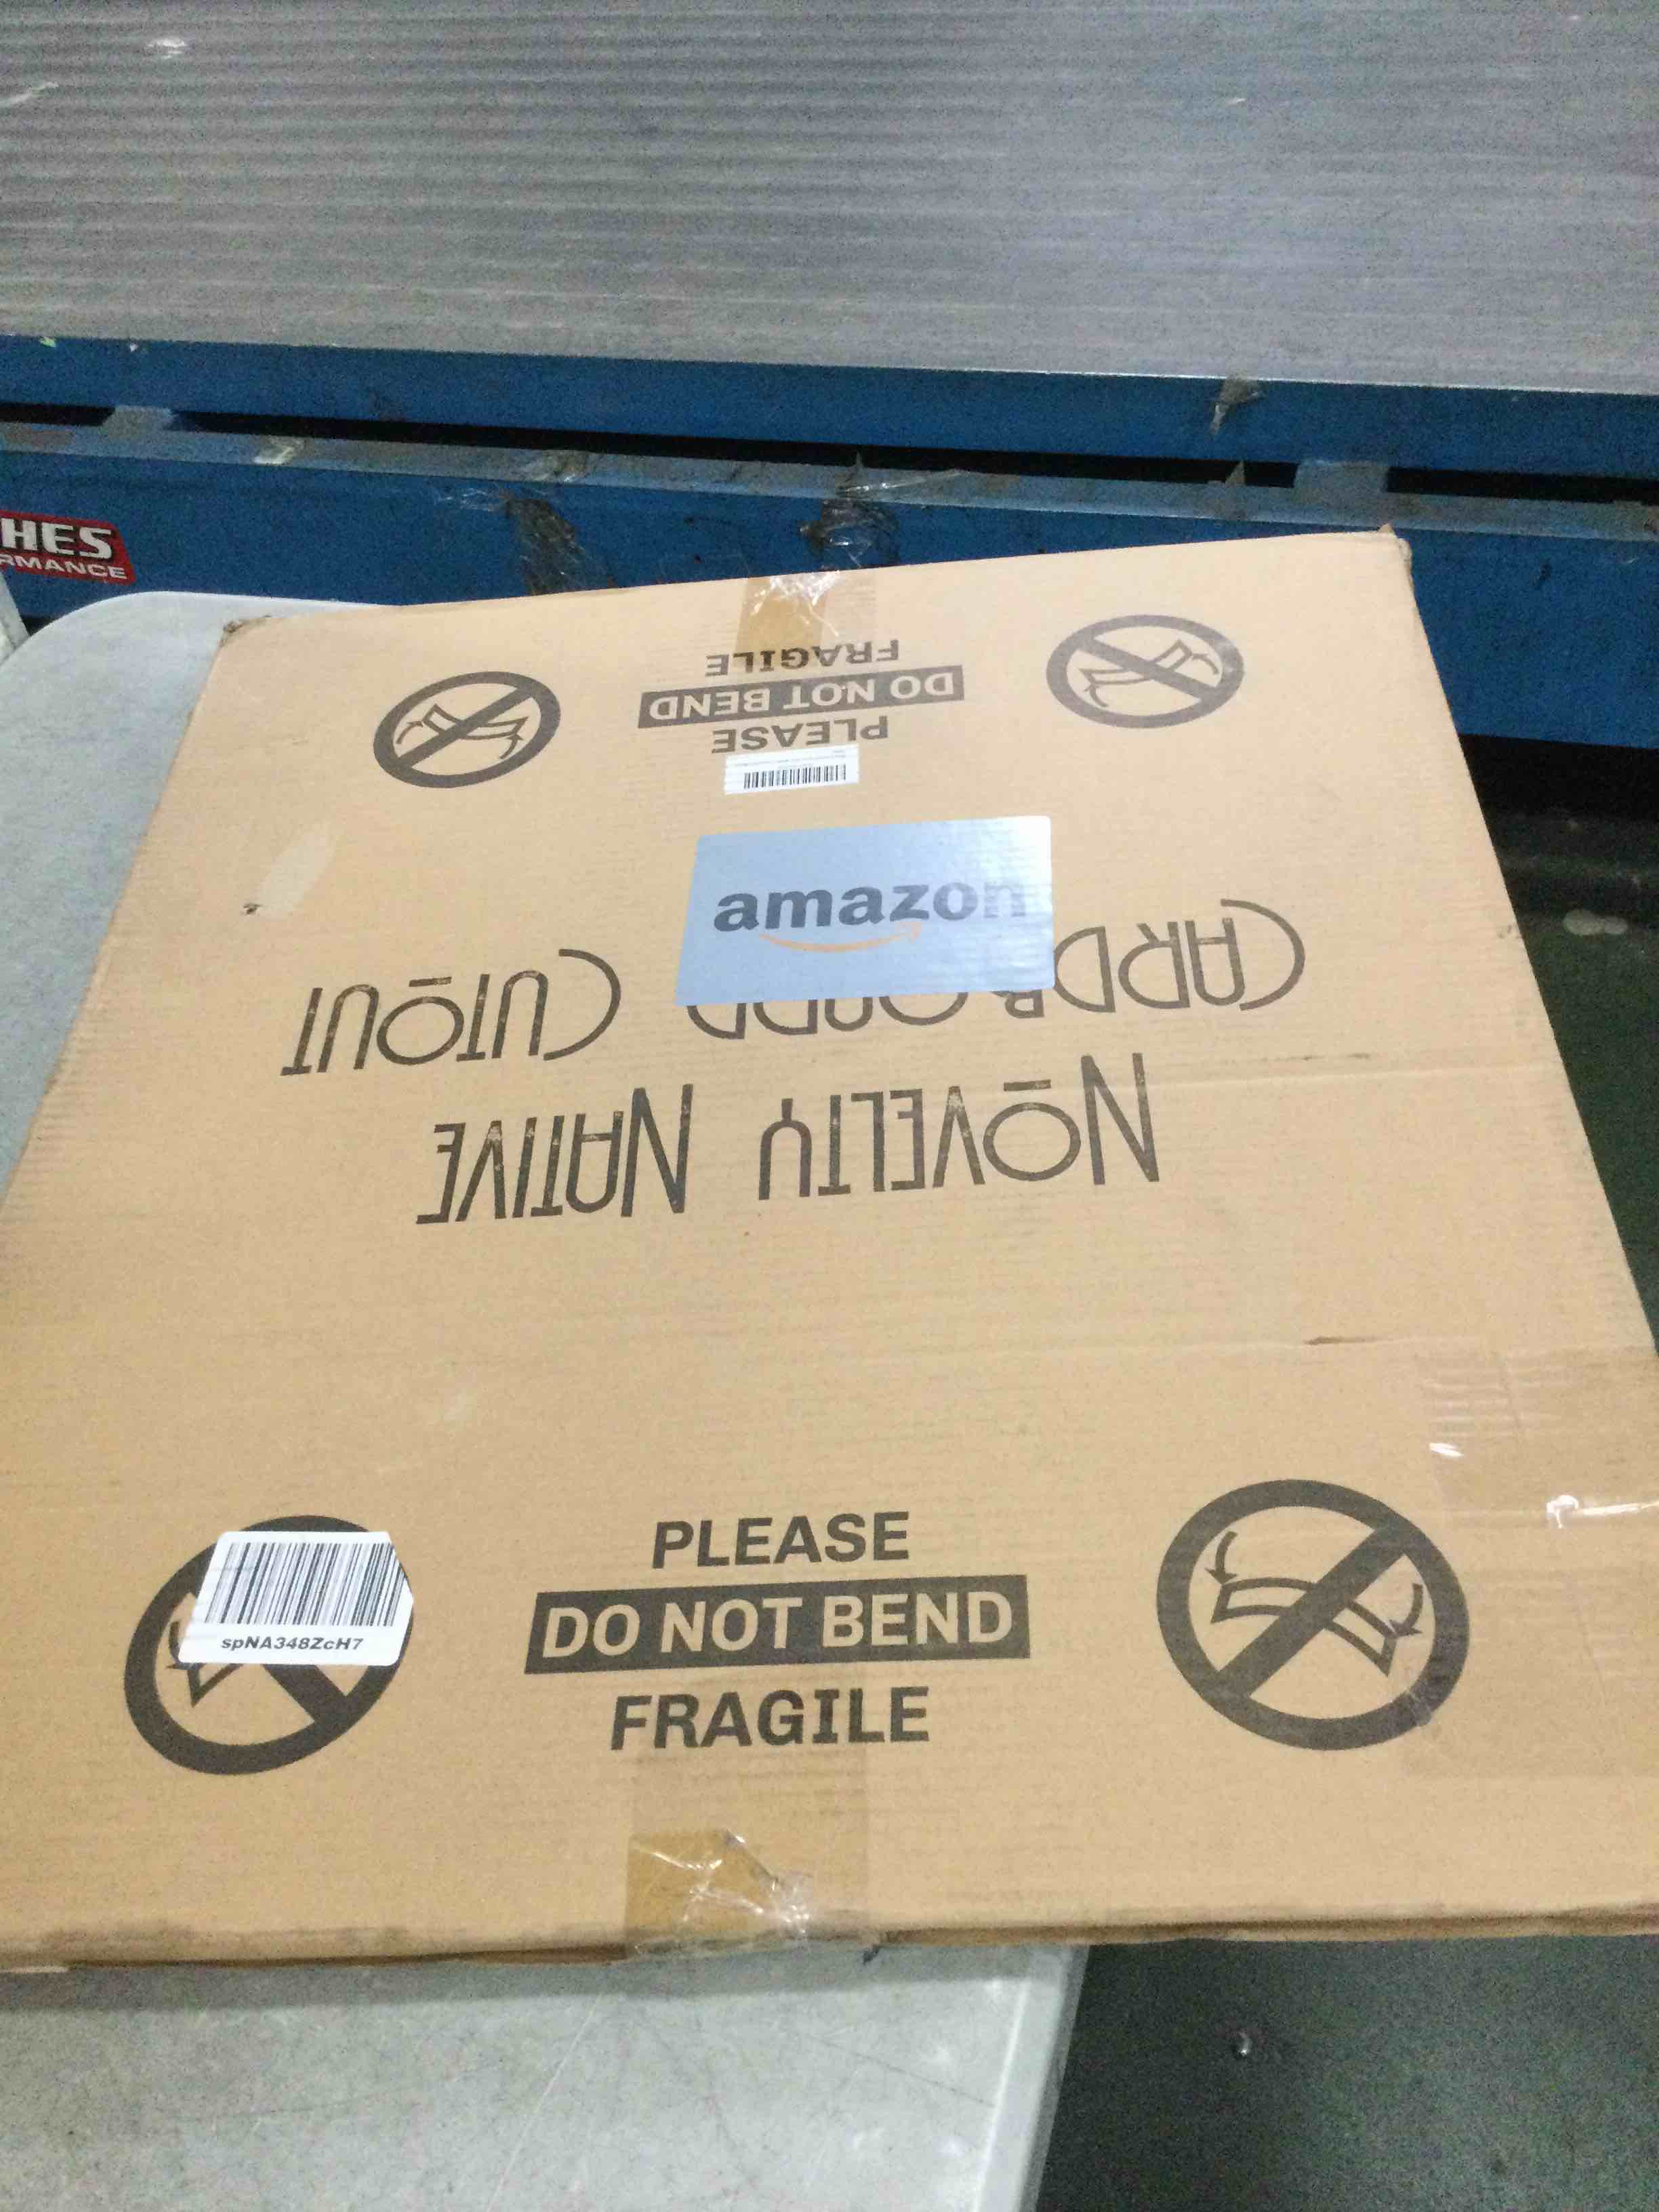 HES
RMANCE
FRAGILE
DO NOT BEND
PLEASE
amazon
CARDBOARD CUTOUT
NOVELTY NATIVE
spNA348ZcH7
PLEASE
DO NOT BEND
FRAGILE